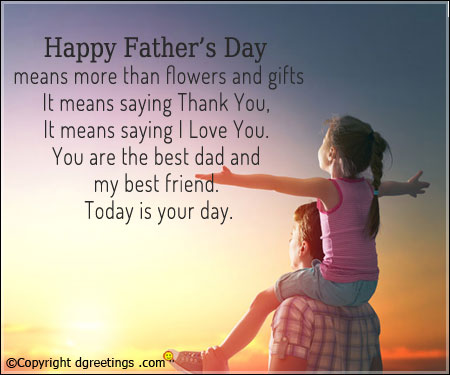 Happy Father's Day
means more than flowers and gifts
It means saying Thank You,
It means saying I Love You.
You are the best dad and
my best friend.
Today is your day.
©Copyright dgreetings .com